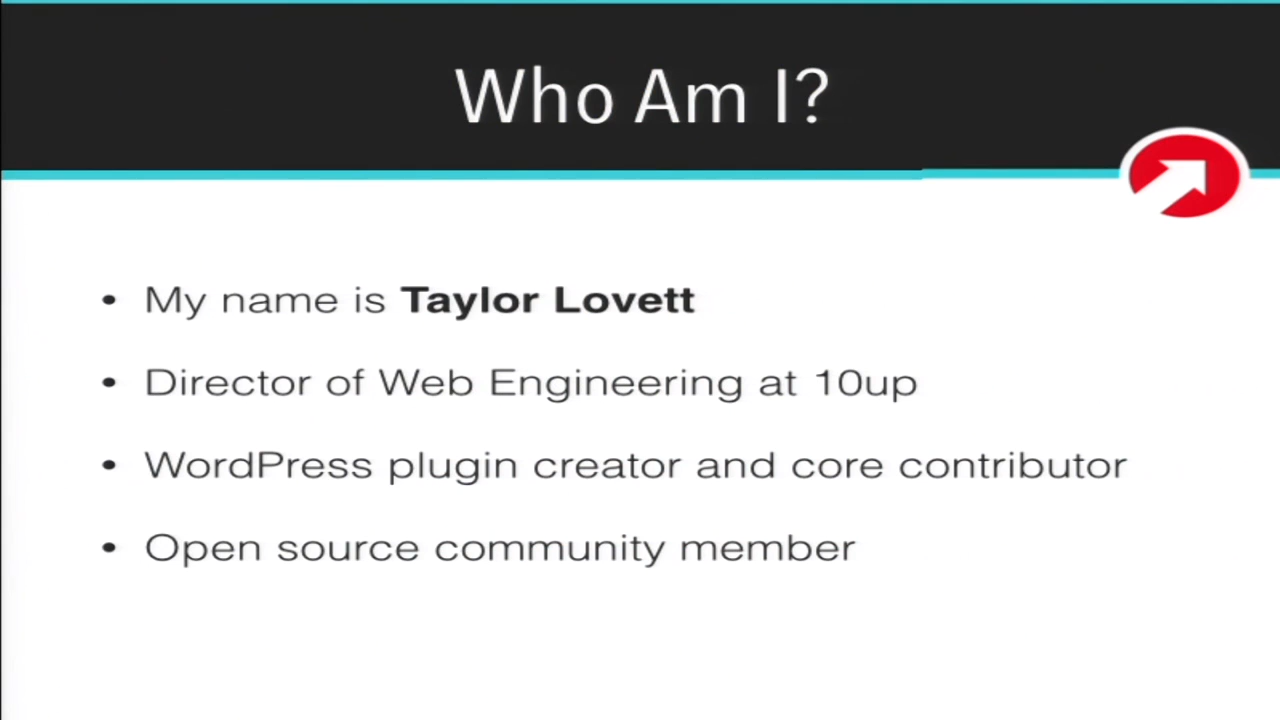 Who Am I?
• My name is Taylor Lovett
• Director of Web Engineering at 10up
• WordPress plugin creator and core contributor
• Open source community member